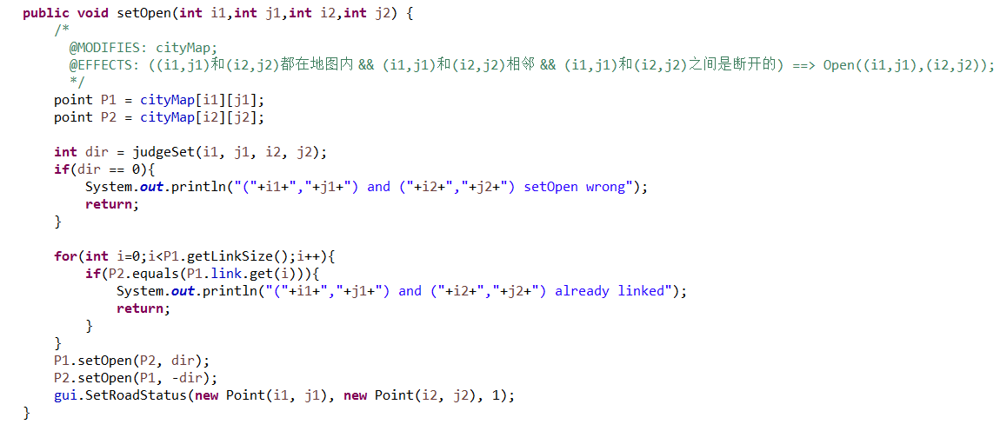 public void setOpen(int i1,int j1,int i2,int j2) {
/*
@MODIFIES: cityMap;
@EFFECTS: ((i1,j1)和(i2,j2)都在地图内 && (i1,j1)和(i2,j2)相邻 && (i1,j1)和(i2,j2)之间是断开的) ==> Open((i1,j1),(i2,j2));
*/
point P1 = cityMap[i1][j1];
point P2 = cityMap[i2][j2];
int dir = judgeSet(i1, j1, i2, j2);
if(dir == 0){
System.out.println("("+i1+","+j1+") and ("+i2+","+j2+") setOpen wrong");
return;
}
for(int i=0;i<P1.getLinkSize();i++){
if(P2.equals(P1.link.get(i))){
System.out.println("("+i1+","+j1+") and ("+i2+","+j2+") already linked");
return;
}
}
P1.setOpen(P2, dir);
P2.setOpen(P1, -dir);
gui.SetRoadStatus(new Point(i1, j1), new Point(i2, j2), 1);
}